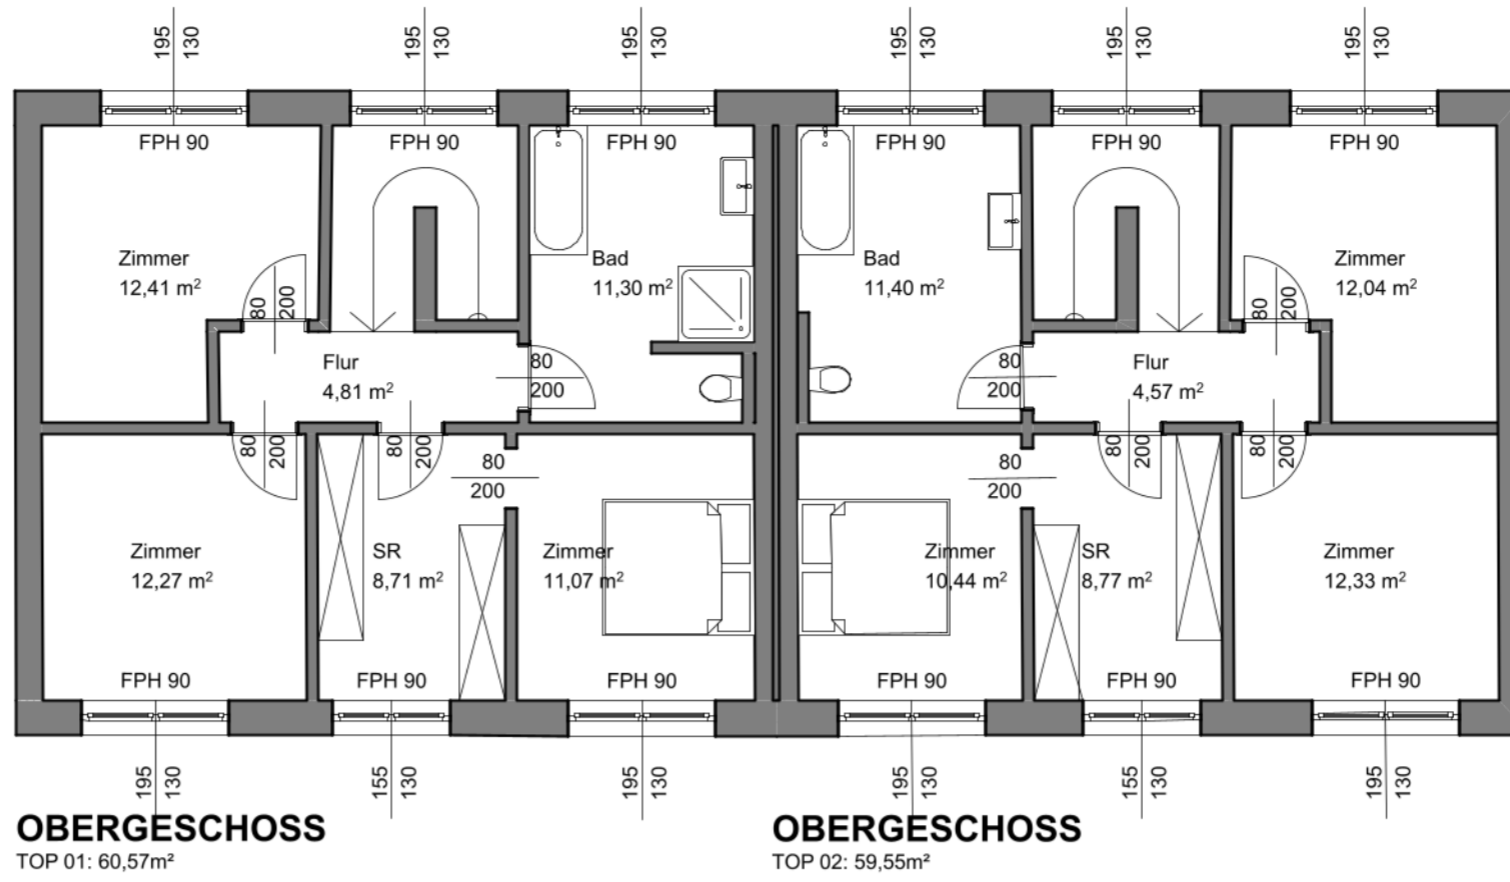 195
130
195
130
195
130
195
130
195
130
195
130
FPH 90
FPH 90
FPH 90
FPH 90
FPH 90
FPH 90
Zimmer
12,41 m²
80
200
Bad
11,30 m²
Bad
11,40 m²
80
200
Zimmer
12,04 m²
Flur
4,81 m²
80
200
80
200
Flur
4,57 m²
80
200
80
200
80
200
80
200
80
200
80
200
Zimmer
12,27 m²
SR
8,71 m²
Zimmer
11,07 m²
Zimmer
10,44 m²
SR
8,77 m²
Zimmer
12,33 m²
FPH 90
FPH 90
FPH 90
FPH 90
FPH 90
FPH 90
195
130
155
130
195
130
195
130
155
130
195
130
OBERGESCHOSS
TOP 01: 60,57m²
OBERGESCHOSS
TOP 02: 59,55m²